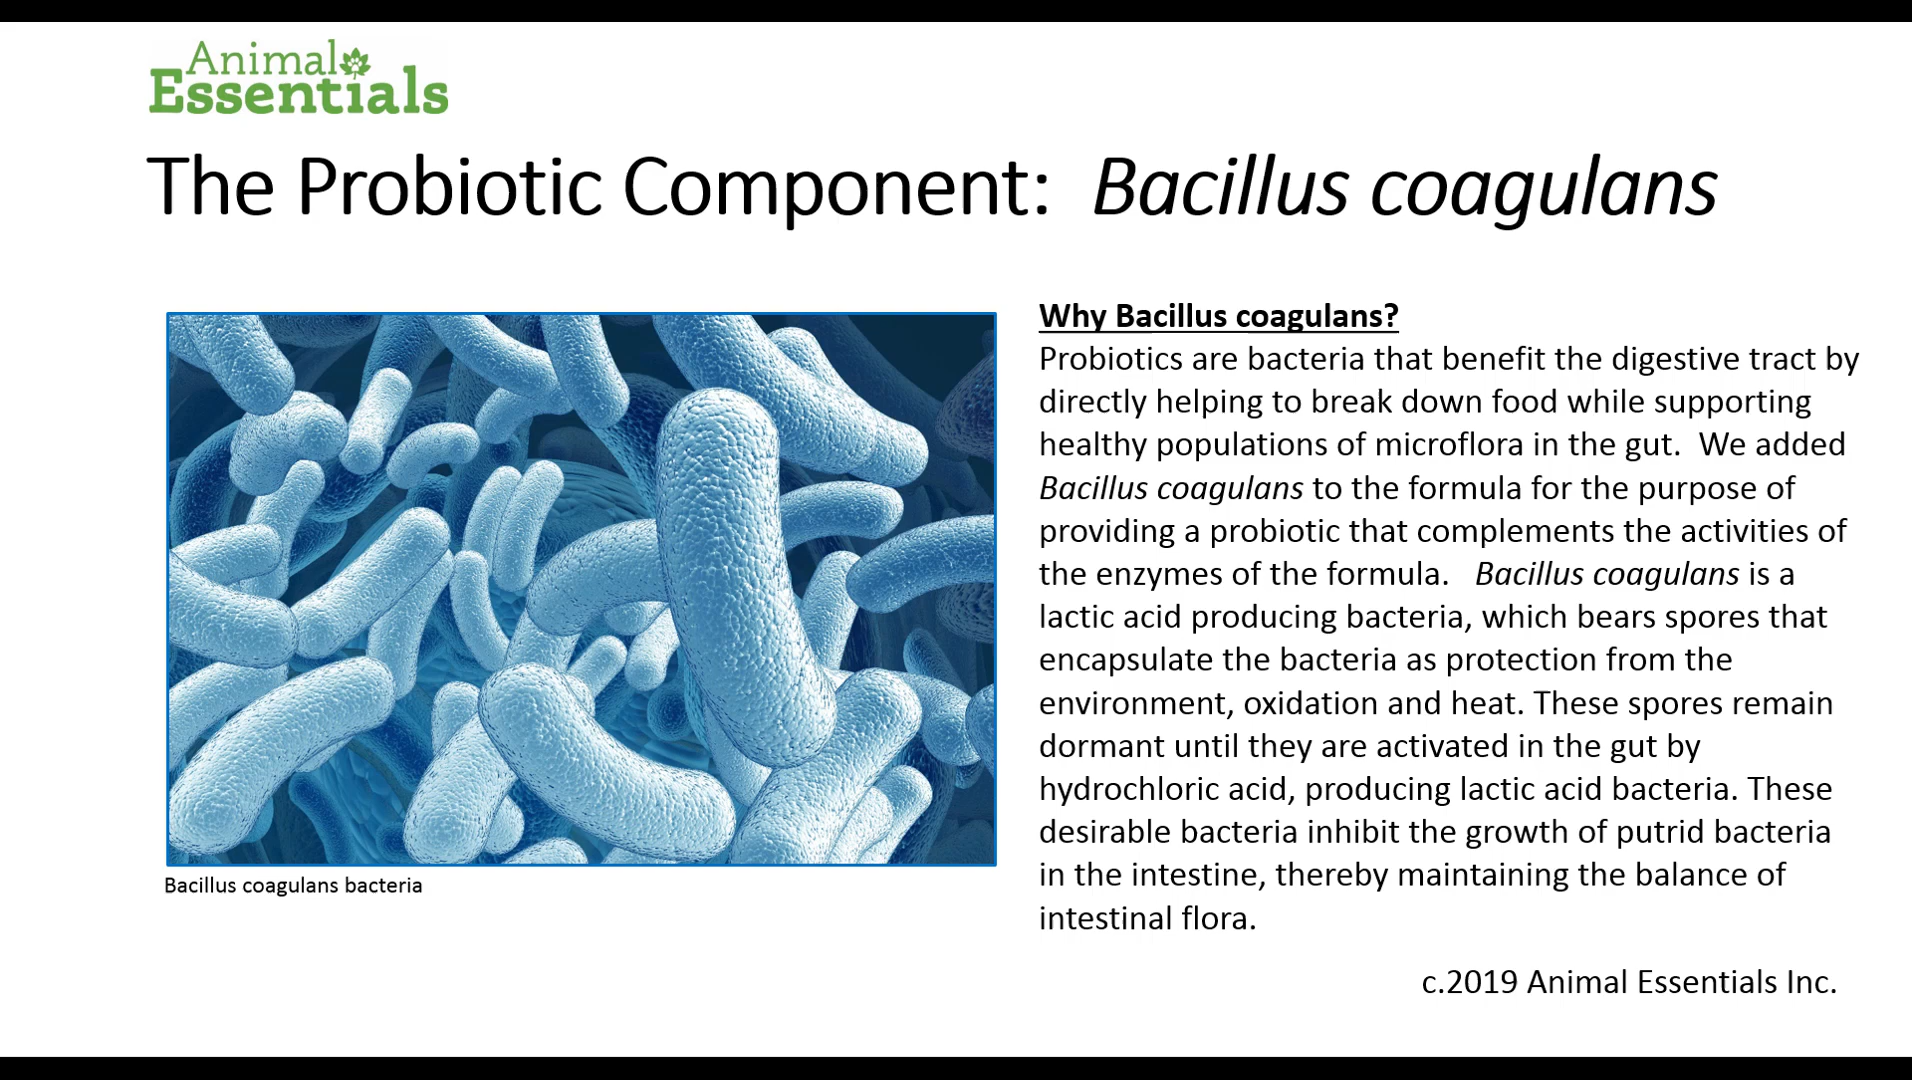 Animal
Essentials
The Probiotic Component: Bacillus coagulans
Why Bacillus coagulans?
Probiotics are bacteria that benefit the digestive tract by
directly helping to break down food while supporting
healthy populations of microflora in the gut. We added
Bacillus coagulans to the formula for the purpose of
providing a probiotic that complements the activities of
the enzymes of the formula. Bacillus coagulans is a
lactic acid producing bacteria, which bears spores that
encapsulate the bacteria as protection from the
environment, oxidation and heat. These spores remain
dormant until they are activated in the gut by
hydrochloric acid, producing lactic acid bacteria. These
desirable bacteria inhibit the growth of putrid bacteria
in the intestine, thereby maintaining the balance of
intestinal flora.
Bacillus coagulans bacteria
c.2019 Animal Essentials Inc.